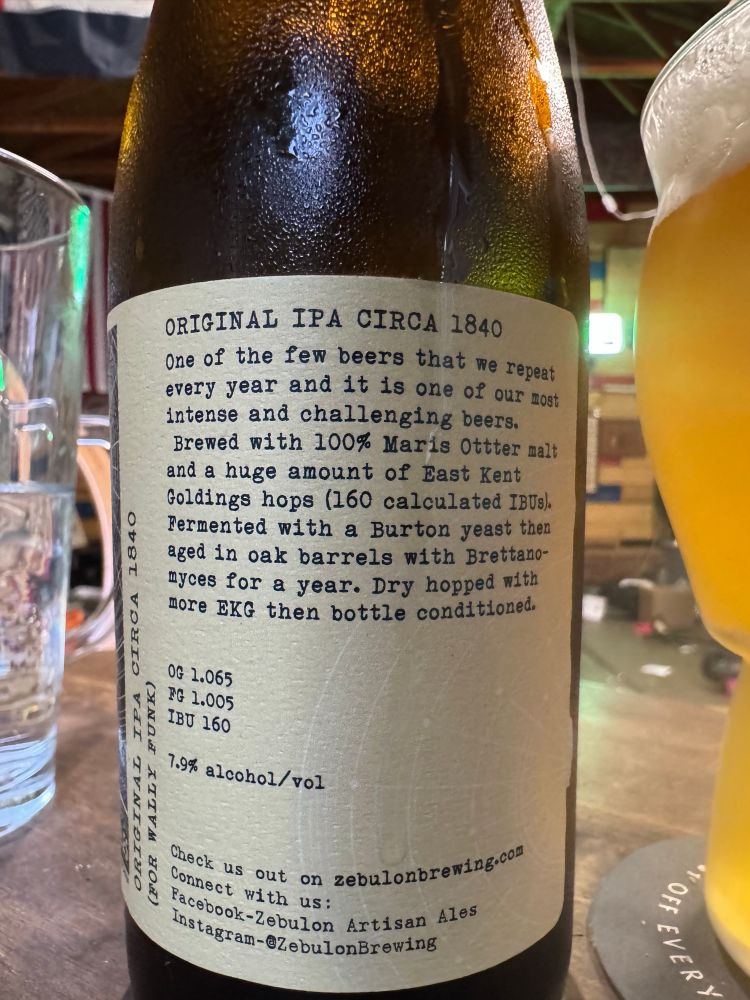 ORIGINAL IPA CIRCA 1840
One of the few beers that we repeat
every year and it is one of our most
intense and challenging beers.
Brewed with 100% Maris Ottter malt
and a huge amount of East Kent
Goldings hops (160 calculated IBUs).
Fermented with a Burton yeast then
aged in oak barrels with Brettano-
myces for a year. Dry hopped with
more EKG then bottle conditioned.
OG 1.065
FG 1.005
IBU 160
7.9% alcohol/vol
Check us out on zebulonbrewing.com
Connect with us:
Facebook-Zebulon Artisan Ales
Instagram-@ZebulonBrewing
ORIGINAL IPA CIRCA 1840
(FOR WALLY FUNK)
OFF EVERY